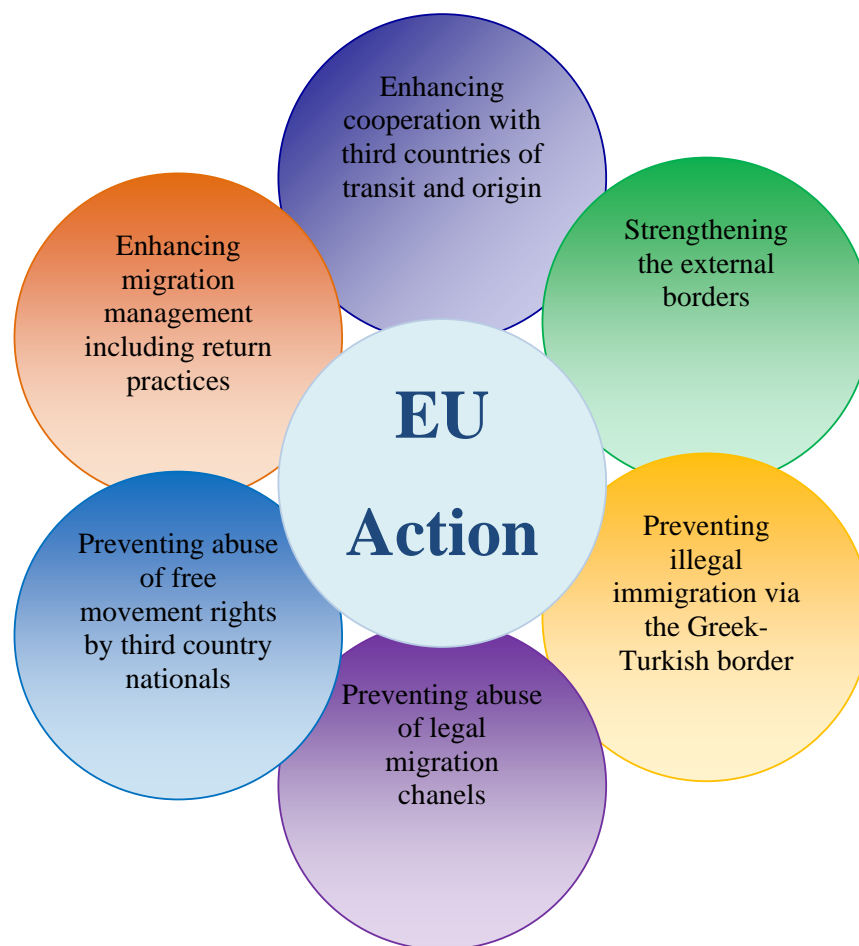 Enhancing
cooperation with
third countries of
transit and origin
Strengthening
the external
borders
Preventing
illegal
immigration via
the Greek-
Turkish border
Preventing abuse
of legal
migration
chanels
Preventing abuse
of free
movement rights
by third country
nationals
Enhancing
migration
management
including return
practices
EU
Action